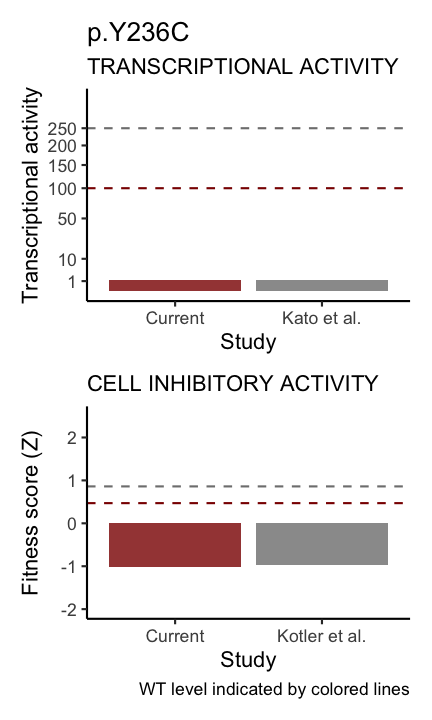 p.Y236C
TRANSCRIPTIONAL ACTIVITY
Transcriptional activity
250
200
150
100
50
10
1
Current
Kato et al.
Study
CELL INHIBITORY ACTIVITY
Fitness score (Z)
2
1
0
-1
-2
Current
Kotler et al.
Study
WT level indicated by colored lines